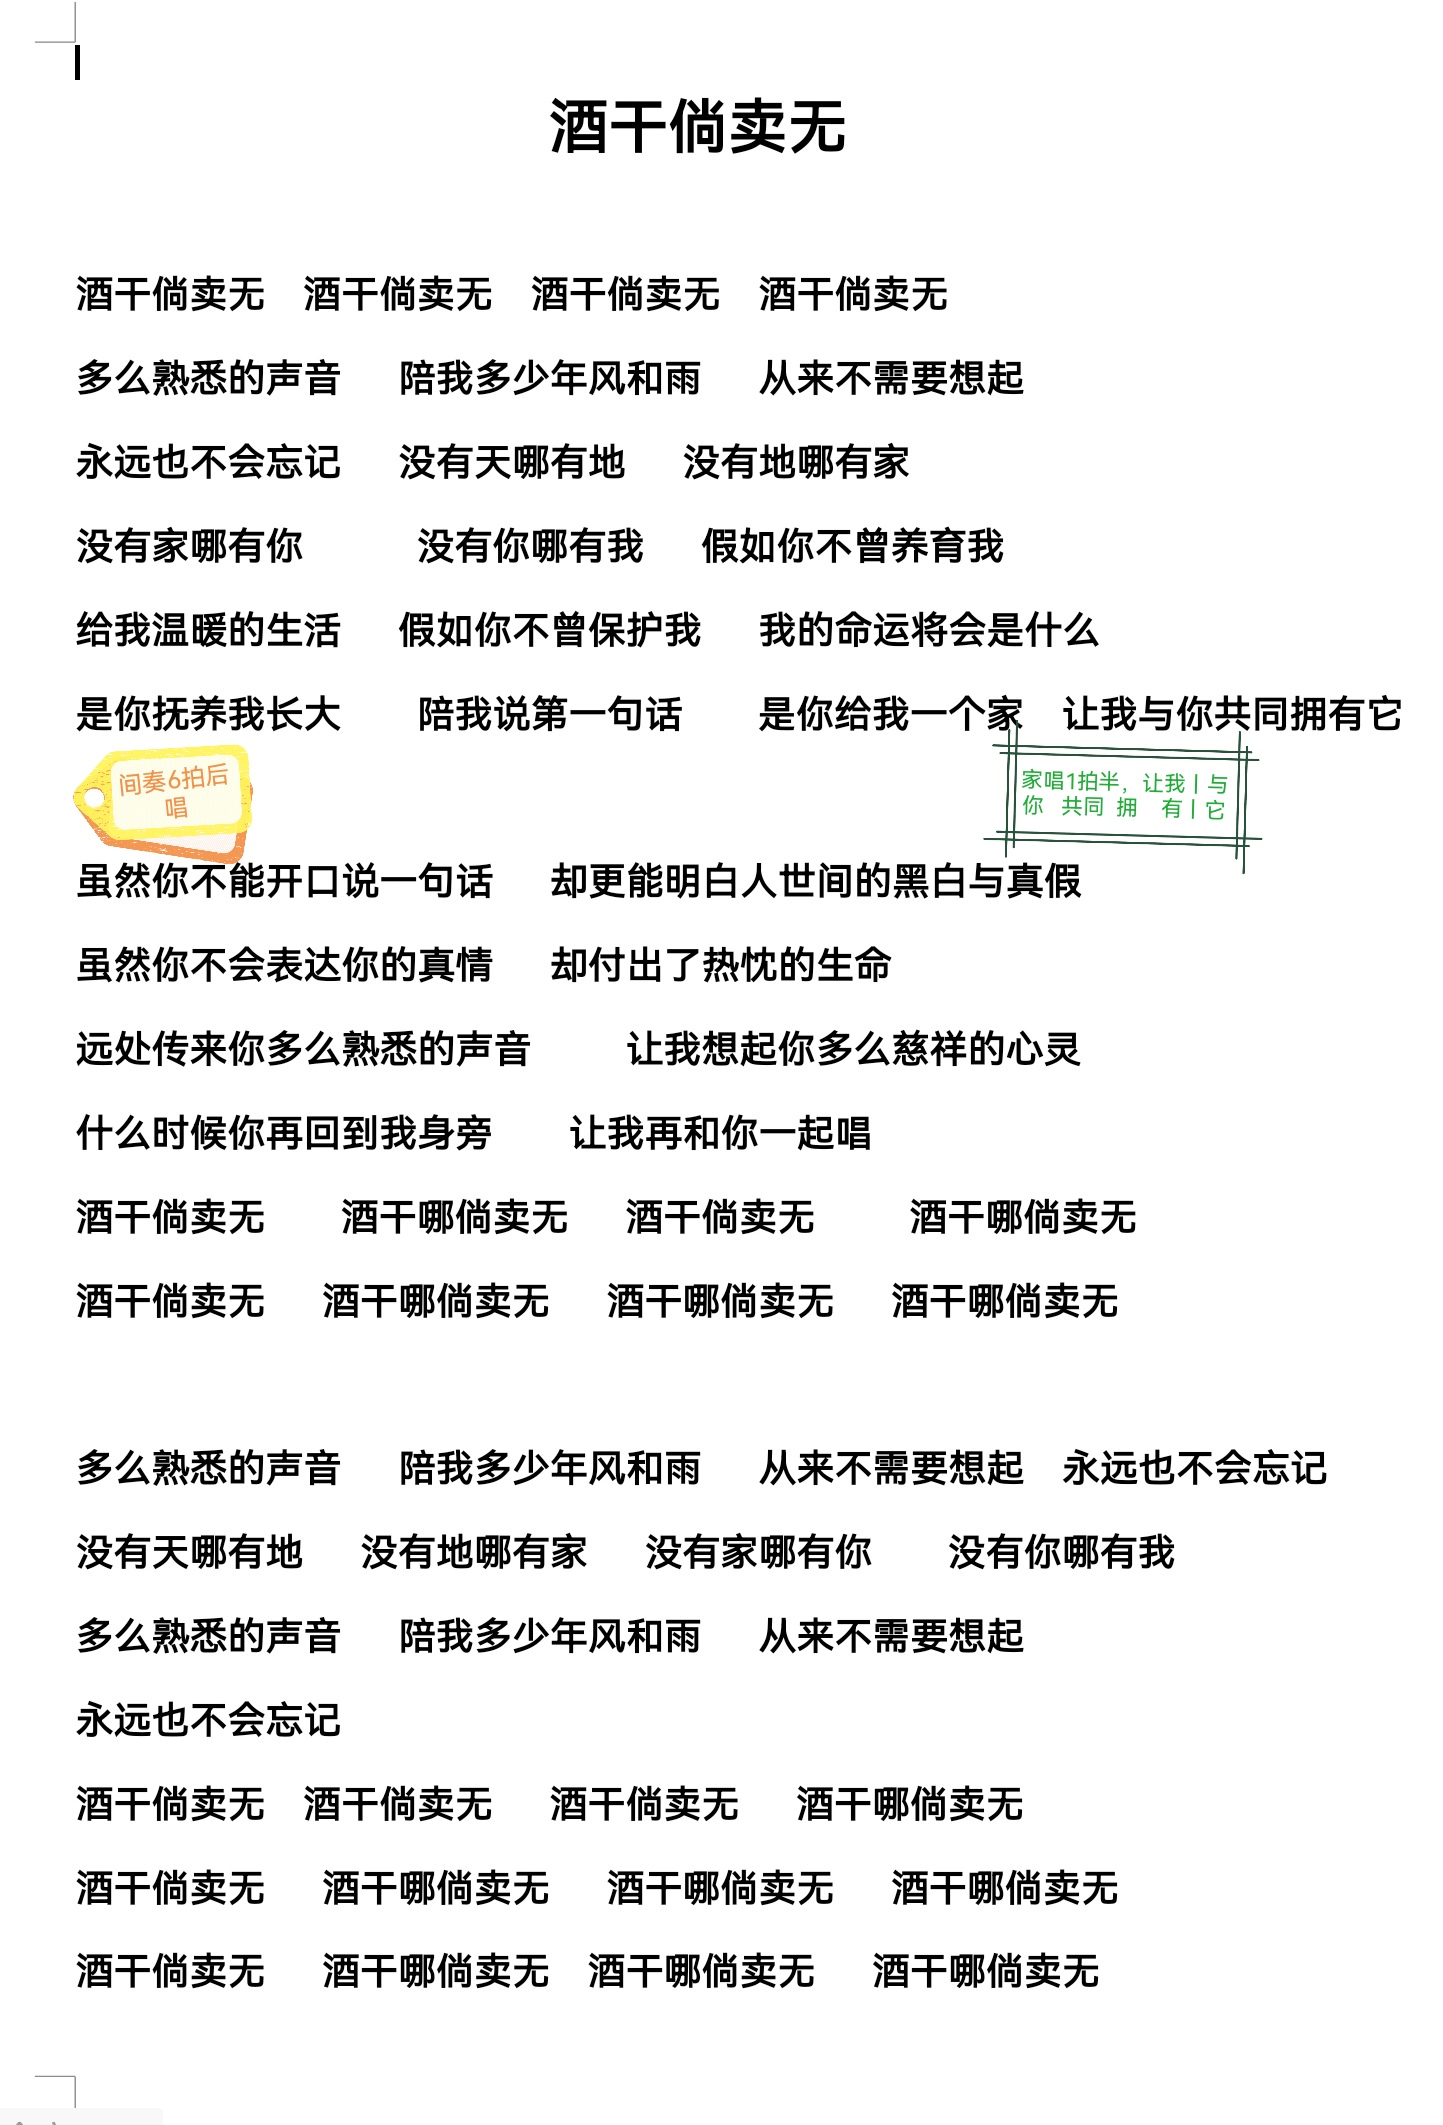 酒干倘卖无
酒干倘卖无 酒干倘卖无 酒干倘卖无 酒干倘卖无
多么熟悉的声音 陪我多少年风和雨 从来不需要想起
永远也不会忘记 没有天哪有地 没有地哪有家
没有家哪有你 没有你哪有我 假如你不曾养育我
给我温暖的生活 假如你不曾保护我 我的命运将会是什么
是你抚养我长大 陪我说第一句话 是你给我一个家 让我与你共同拥有它
间奏6拍后
唱
家唱1拍半，让我丨与
你 共同 拥 有丨它
虽然你不能开口说一句话 却更能明白人世间的黑白与真假
虽然你不会表达你的真情 却付出了热忱的生命
远处传来你多么熟悉的声音 让我想起你多么慈祥的心灵
什么时候你再回到我身旁 让我再和你一起唱
酒干倘卖无 酒干哪倘卖无 酒干倘卖无 酒干哪倘卖无
酒干倘卖无 酒干哪倘卖无 酒干哪倘卖无 酒干哪倘卖无
多么熟悉的声音 陪我多少年风和雨 从来不需要想起 永远也不会忘记
没有天哪有地 没有地哪有家 没有家哪有你 没有你哪有我
多么熟悉的声音 陪我多少年风和雨 从来不需要想起
永远也不会忘记
酒干倘卖无 酒干倘卖无 酒干倘卖无 酒干哪倘卖无
酒干倘卖无 酒干哪倘卖无 酒干哪倘卖无 酒干哪倘卖无
酒干倘卖无 酒干哪倘卖无 酒干哪倘卖无 酒干哪倘卖无